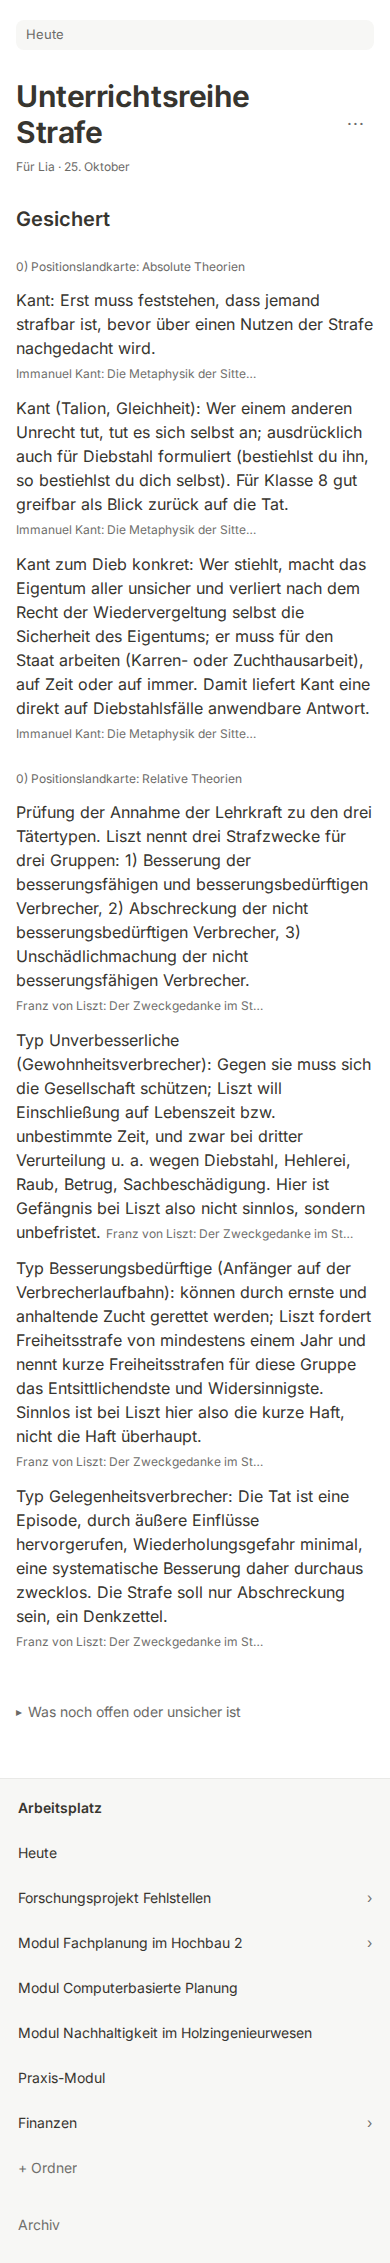 Heute
Unterrichtsreihe
Strafe
...
Für Lia · 25. Oktober
Gesichert
0) Positionslandkarte: Absolute Theorien
Kant: Erst muss feststehen, dass jemand
strafbar ist, bevor über einen Nutzen der Strafe
nachgedacht wird.
Immanuel Kant: Die Metaphysik der Sitte…
Kant (Talion, Gleichheit): Wer einem anderen
Unrecht tut, tut es sich selbst an; ausdrücklich
auch für Diebstahl formuliert (bestiehlst du ihn,
so bestiehlst du dich selbst). Für Klasse 8 gut
greifbar als Blick zurück auf die Tat.
Immanuel Kant: Die Metaphysik der Sitte…
Kant zum Dieb konkret: Wer stiehlt, macht das
Eigentum aller unsicher und verliert nach dem
Recht der Wiedervergeltung selbst die
Sicherheit des Eigentums; er muss für den
Staat arbeiten (Karren- oder Zuchthausarbeit),
auf Zeit oder auf immer. Damit liefert Kant eine
direkt auf Diebstahlsfälle anwendbare Antwort.
Immanuel Kant: Die Metaphysik der Sitte…
0) Positionslandkarte: Relative Theorien
Prüfung der Annahme der Lehrkraft zu den drei
Tätertypen. Liszt nennt drei Strafzwecke für
drei Gruppen: 1) Besserung der
besserungsfähigen und besserungsbedürftigen
Verbrecher, 2) Abschreckung der nicht
besserungsbedürftigen Verbrecher, 3)
Unschädlichmachung der nicht
besserungsfähigen Verbrecher.
Franz von Liszt: Der Zweckgedanke im St…
Typ Unverbesserliche
(Gewohnheitsverbrecher): Gegen sie muss sich
die Gesellschaft schützen; Liszt will
Einschließung auf Lebenszeit bzw.
unbestimmte Zeit, und zwar bei dritter
Verurteilung u. a. wegen Diebstahl, Hehlerei,
Raub, Betrug, Sachbeschädigung. Hier ist
Gefängnis bei Liszt also nicht sinnlos, sondern
unbefristet. Franz von Liszt: Der Zweckgedanke im St…
Typ Besserungsbedürftige (Anfänger auf der
Verbrecherlaufbahn): können durch ernste und
anhaltende Zucht gerettet werden; Liszt fordert
Freiheitsstrafe von mindestens einem Jahr und
nennt kurze Freiheitsstrafen für diese Gruppe
das Entsittlichendste und Widersinnigste.
Sinnlos ist bei Liszt hier also die kurze Haft,
nicht die Haft überhaupt.
Franz von Liszt: Der Zweckgedanke im St…
Typ Gelegenheitsverbrecher: Die Tat ist eine
Episode, durch äußere Einflüsse
hervorgerufen, Wiederholungsgefahr minimal,
eine systematische Besserung daher durchaus
zwecklos. Die Strafe soll nur Abschreckung
sein, ein Denkzettel.
Franz von Liszt: Der Zweckgedanke im St…
▸ Was noch offen oder unsicher ist
Arbeitsplatz
Heute
Forschungsprojekt Fehlstellen ›
Modul Fachplanung im Hochbau 2 ›
Modul Computerbasierte Planung
Modul Nachhaltigkeit im Holzingenieurwesen
Praxis-Modul
Finanzen ›
+ Ordner
Archiv